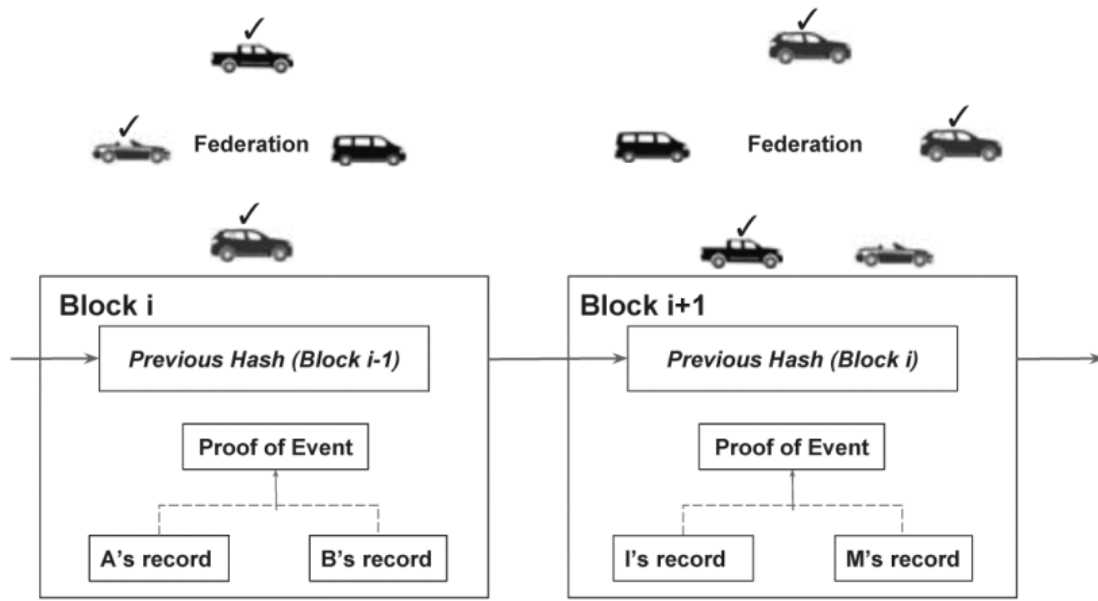 Federation
Federation
Block i
Previous Hash (Block i-1)
Proof of Event
A's record
B's record
Block i+1
Previous Hash (Block i)
Proof of Event
I's record
M's record